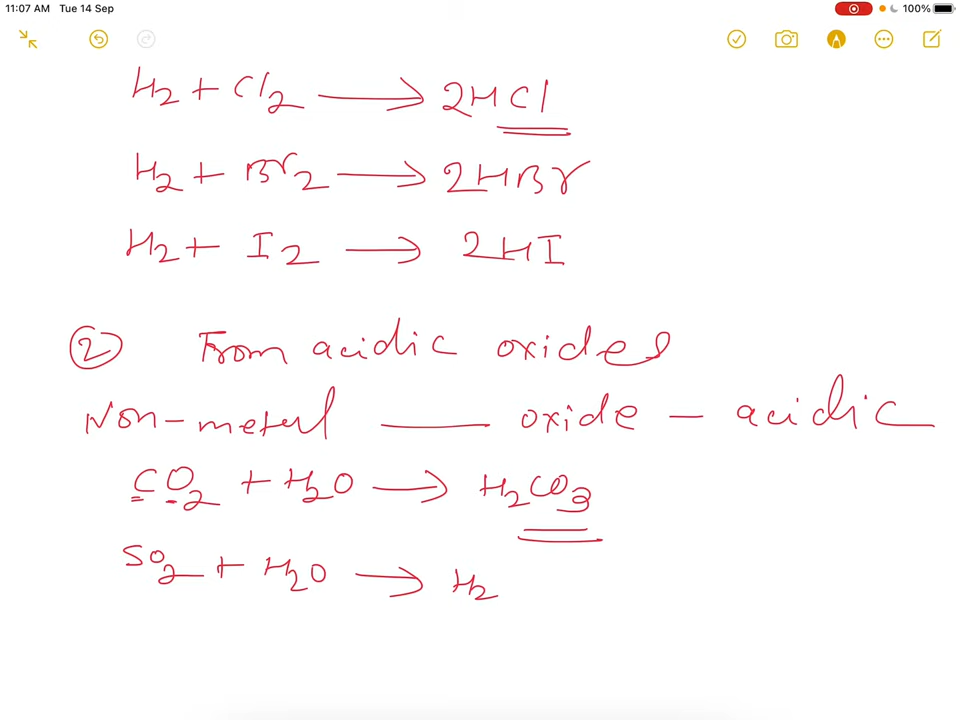 11:07 AM Tue 14 Sep 100%
H2 + Cl2 → 2HCl
H2 + Br2 → 2HBr
H2 + I2 → 2HI
② From acidic oxides
Non-metal — oxide - acidic
CO2 + H2O → H2CO3
SO2 + H2O → H2